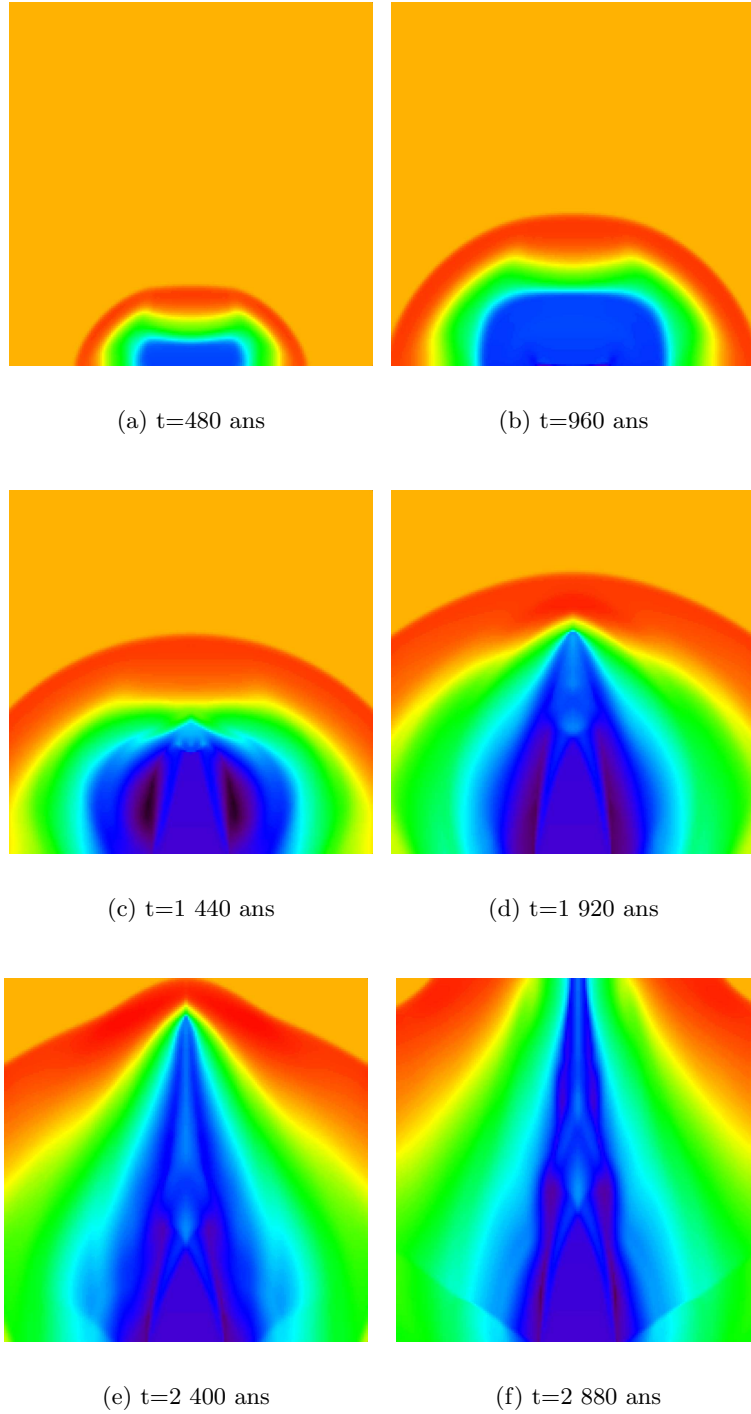 (a) t=480 ans
(b) t=960 ans
(c) t=1 440 ans
(d) t=1 920 ans
(e) t=2 400 ans
(f) t=2 880 ans